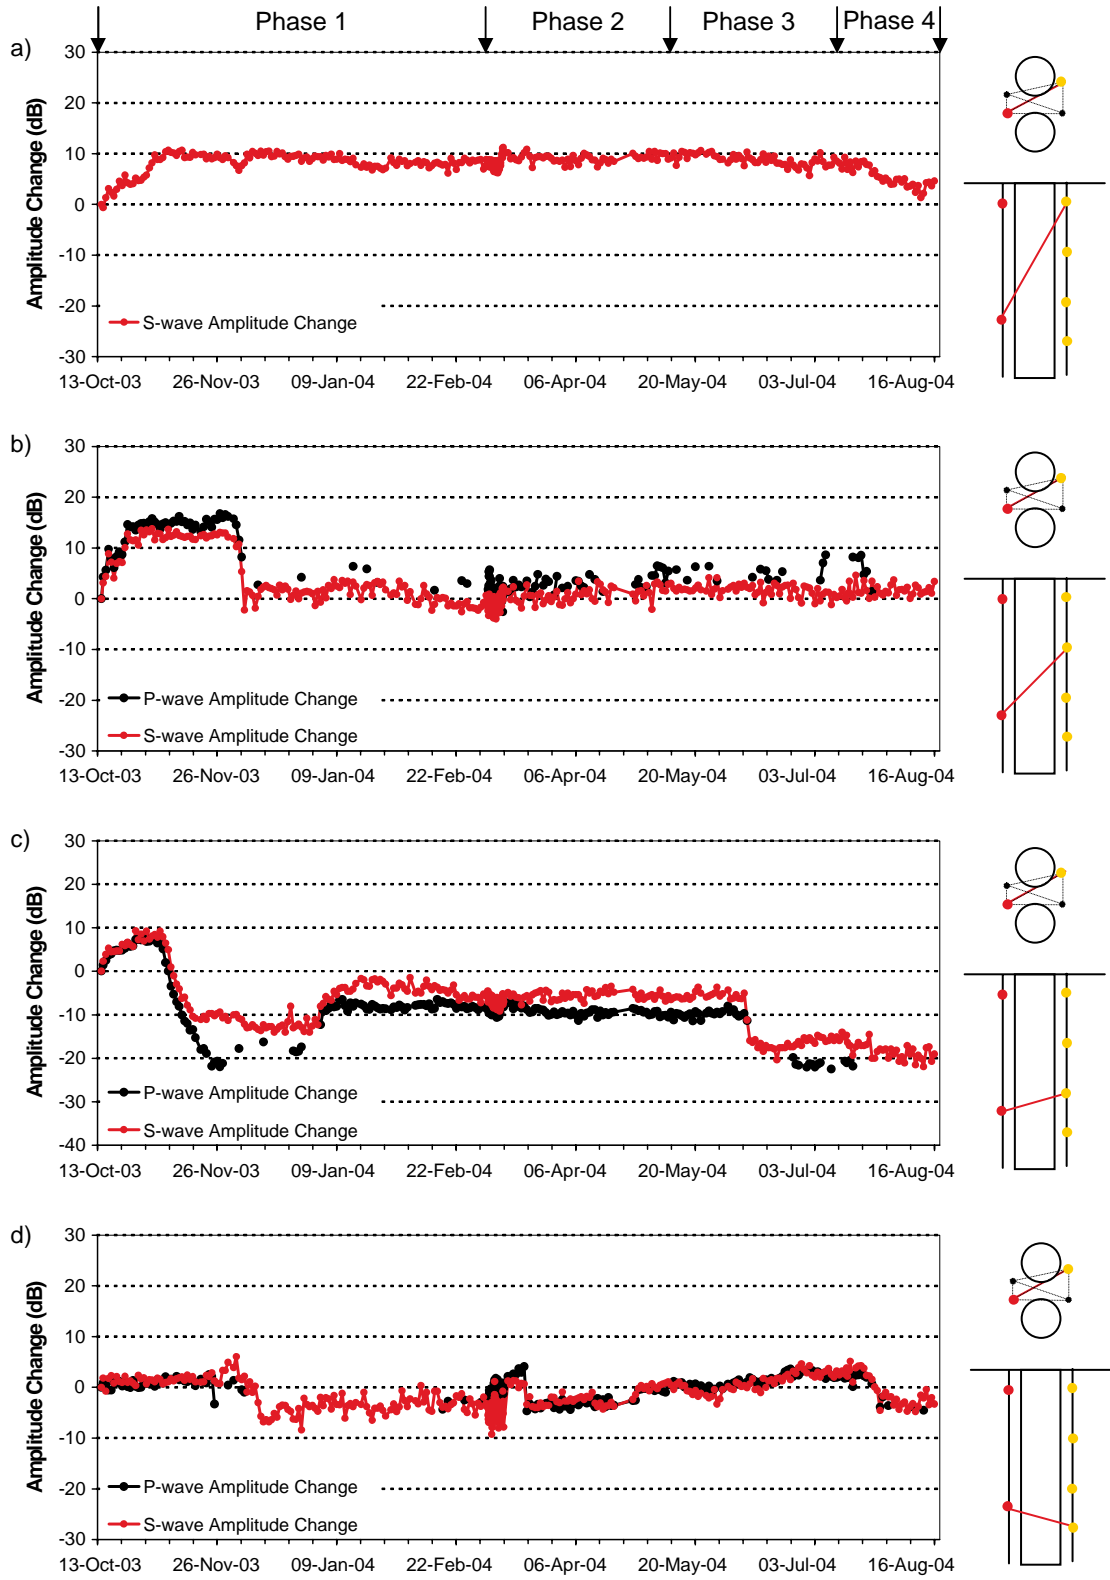 Phase 1 Phase 2 Phase 3 Phase 4
a)
30
20
10
0
-10
-20
-30
Amplitude Change (dB)
S-wave Amplitude Change
13-Oct-03 26-Nov-03 09-Jan-04 22-Feb-04 06-Apr-04 20-May-04 03-Jul-04 16-Aug-04
b)
30
20
10
0
-10
-20
-30
Amplitude Change (dB)
P-wave Amplitude Change
S-wave Amplitude Change
13-Oct-03 26-Nov-03 09-Jan-04 22-Feb-04 06-Apr-04 20-May-04 03-Jul-04 16-Aug-04
c)
30
20
10
0
-10
-20
-30
-40
Amplitude Change (dB)
P-wave Amplitude Change
S-wave Amplitude Change
13-Oct-03 26-Nov-03 09-Jan-04 22-Feb-04 06-Apr-04 20-May-04 03-Jul-04 16-Aug-04
d)
30
20
10
0
-10
-20
-30
Amplitude Change (dB)
P-wave Amplitude Change
S-wave Amplitude Change
13-Oct-03 26-Nov-03 09-Jan-04 22-Feb-04 06-Apr-04 20-May-04 03-Jul-04 16-Aug-04